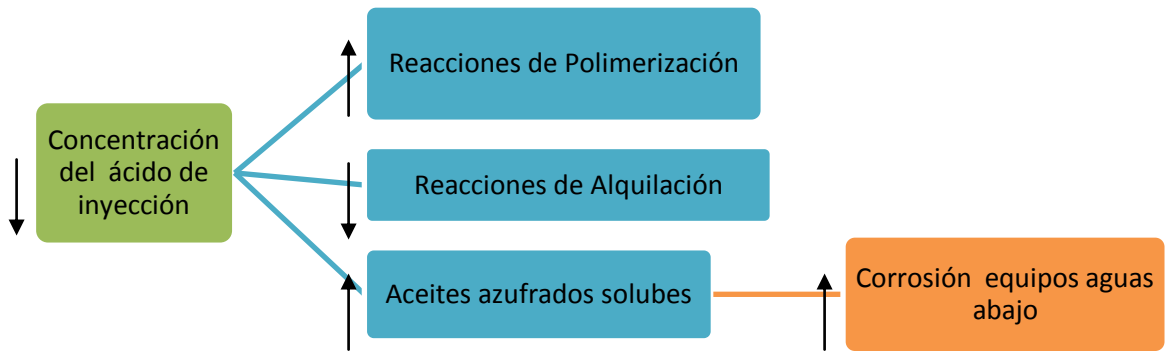 Concentración
del ácido de
inyección
Reacciones de Polimerización
Reacciones de Alquilación
Aceites azufrados solubes
Corrosión equipos aguas
abajo